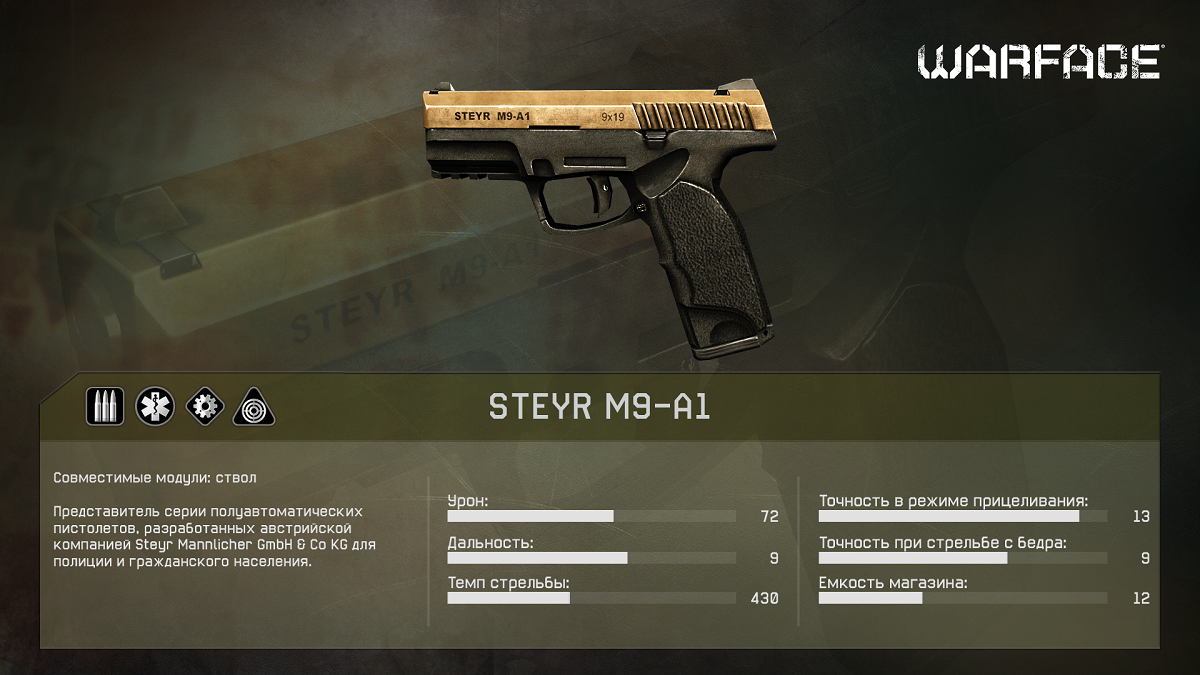 WARFACE
STEYR M9-A1
9x19
STEYR M9-A1
STEYR M9-A1
Совместимые модули: ствол
Представитель серии полуавтоматических
пистолетов, разработанных австрийской
компанией Steyr Mannlicher GmbH & Co KG для
полиции и гражданского населения.
Урон:
72
Дальность:
9
Темп стрельбы:
430
Точность в режиме прицеливания:
13
Точность при стрельбе с бедра:
9
Емкость магазина:
12